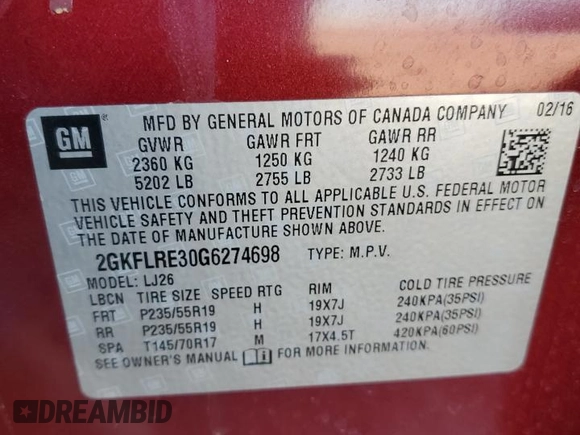 GM
MFD BY GENERAL MOTORS OF CANADA COMPANY 02/16
GVWR GAWR FRT GAWR RR
2360 KG 1250 KG 1240 KG
5202 LB 2755 LB 2733 LB
THIS VEHICLE CONFORMS TO ALL APPLICABLE U.S. FEDERAL MOTOR
VEHICLE SAFETY AND THEFT PREVENTION STANDARDS IN EFFECT ON
THE DATE OF MANUFACTURE SHOWN ABOVE.
2GKFLRE30G6274698 TYPE: M.P.V.
MODEL: LJ26
LBCN TIRE SIZE SPEED RTG RIM
FRT P235/55R19 H 19X7J 240KPA(35PSI)
RR P235/55R19 H 19X7J 240KPA(35PSI)
SPA T145/70R17 M 17X4.5T 420KPA(60PSI)
SEE OWNER'S MANUAL i FOR MORE INFORMATION.
DREAMBID